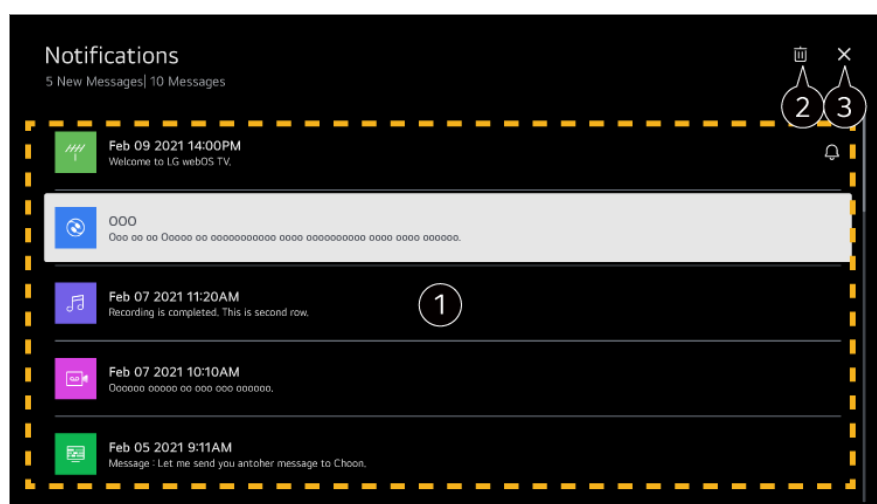 Notifications
5 New Messages| 10 Messages
2 3
Feb 09 2021 14:00PM
Welcome to LG webOS TV.
OOO
Ooo oo oo Ooooo oo ooooooooooo oooo oooooooooo oooo oooo oooooo.
Feb 07 2021 11:20AM
Recording is completed, This is second row.
1
Feb 07 2021 10:10AM
Oooooo ooooo oo ooo ooo oooooo.
Feb 05 2021 9:11AM
Message : Let me send you antoher message to Choon.